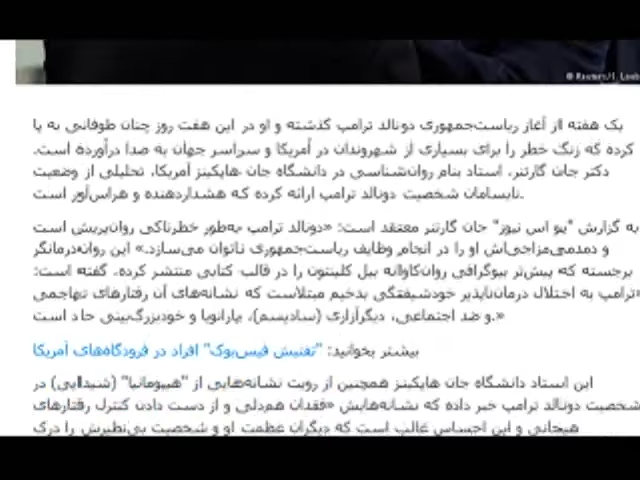 © Reuters/J.
یک هفته از آغاز ریاست‌جمهوری دونالد ترامپ گذشته و او در این هفت روز چنان طوفانی به پا
کرده که زنگ خطر را برای بسیاری از شهروندان در آمریکا و سراسر جهان به صدا درآورده است.
دکتر جان گارتنر، استاد بنام روان‌شناسی در دانشگاه جان هاپکینز آمریکا، تحلیلی از وضعیت
نابسامان شخصیت دونالد ترامپ ارائه کرده که هشداردهنده و هراس‌آور است.
به گزارش "یو اس نیوز" جان گارتنر معتقد است: «دونالد ترامپ به‌طور خطرناکی روان‌پریش است
و دمدمی‌مزاجی‌اش او را در انجام وظایف ریاست‌جمهوری ناتوان می‌سازد.» این روان‌درمانگر
برجسته که پیش‌تر بیوگرافی روان‌کاوانه بیل کلینتون را در قالب کتابی منتشر کرده، گفته است:
«ترامپ به اختلال درمان‌ناپذیر خودشیفتگی بدخیم مبتلاست که نشانه‌های آن رفتارهای تهاجمی
و ضد اجتماعی، دیگرآزاری (سادیسم)، پارانویا و خودبزرگ‌بینی حاد است.»
بیشتر بخوانید: "تفتیش فیس‌بوک" افراد در فرودگاه‌های آمریکا
این استاد دانشگاه جان هاپکینز همچنین از رویت نشانه‌هایی از "هیپومانیا" (شیدایی) در
شخصیت دونالد ترامپ خبر داده که نشانه‌هایش «فقدان همدلی و از دست دادن کنترل رفتارهای
هیجانی و این احساس غالب است که دیگران عظمت او و شخصیت بی‌نظیرش را درک